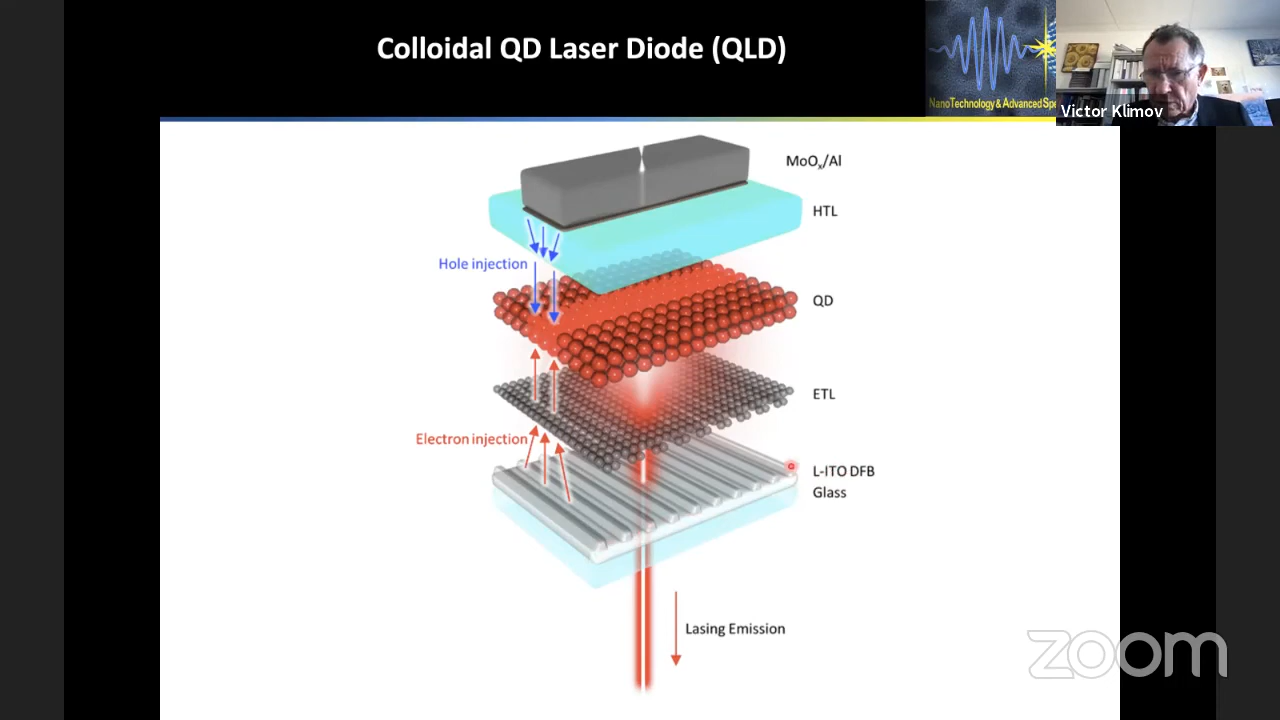 Colloidal QD Laser Diode (QLD)
NanoTechnology & Advanced Spe
Victor Klimov
MoOx/Al
HTL
Hole injection
QD
ETL
Electron injection
L-ITO DFB
Glass
Lasing Emission
zoom